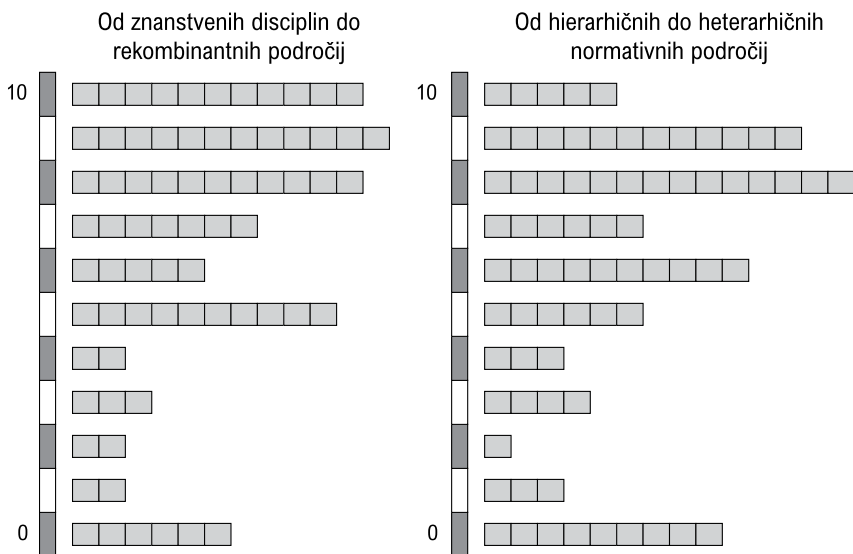 Od znanstvenih disciplin do
rekombinantnih področij
10
0
Od hierarhičnih do heterarhičnih
normativnih področij
10
0